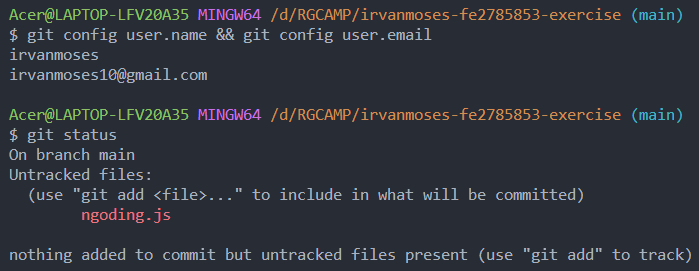 Acer@LAPTOP-LFV20A35 MINGW64 /d/RGCAMP/irvanmoses-fe2785853-exercise (main)
$ git config user.name && git config user.email
irvanmoses
irvanmoses10@gmail.com
Acer@LAPTOP-LFV20A35 MINGW64 /d/RGCAMP/irvanmoses-fe2785853-exercise (main)
$ git status
On branch main
Untracked files:
  (use "git add <file>..." to include in what will be committed)
        ngoding.js
nothing added to commit but untracked files present (use "git add" to track)